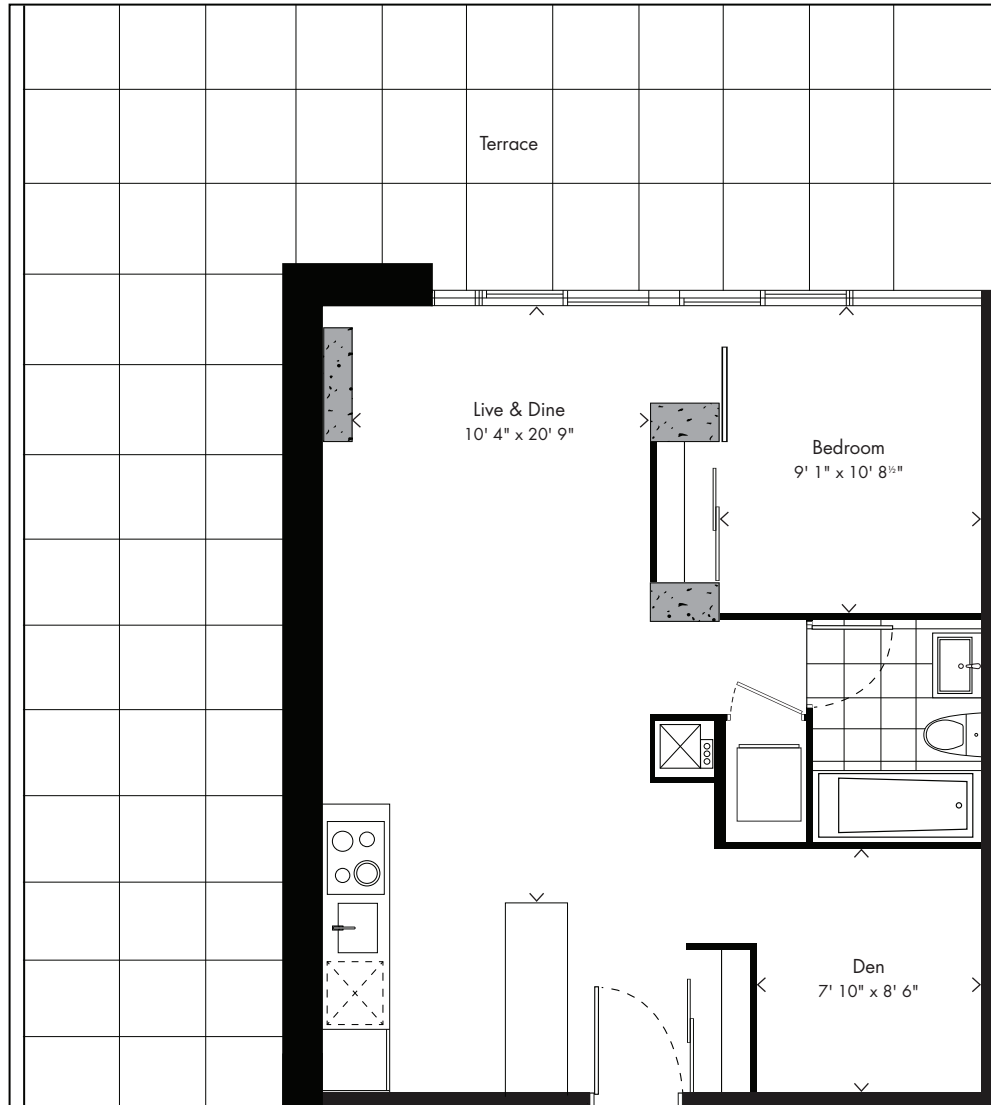 Terrace
Live & Dine
10' 4" x 20' 9"
Bedroom
9' 1" x 10' 8½"
Den
7' 10" x 8' 6"